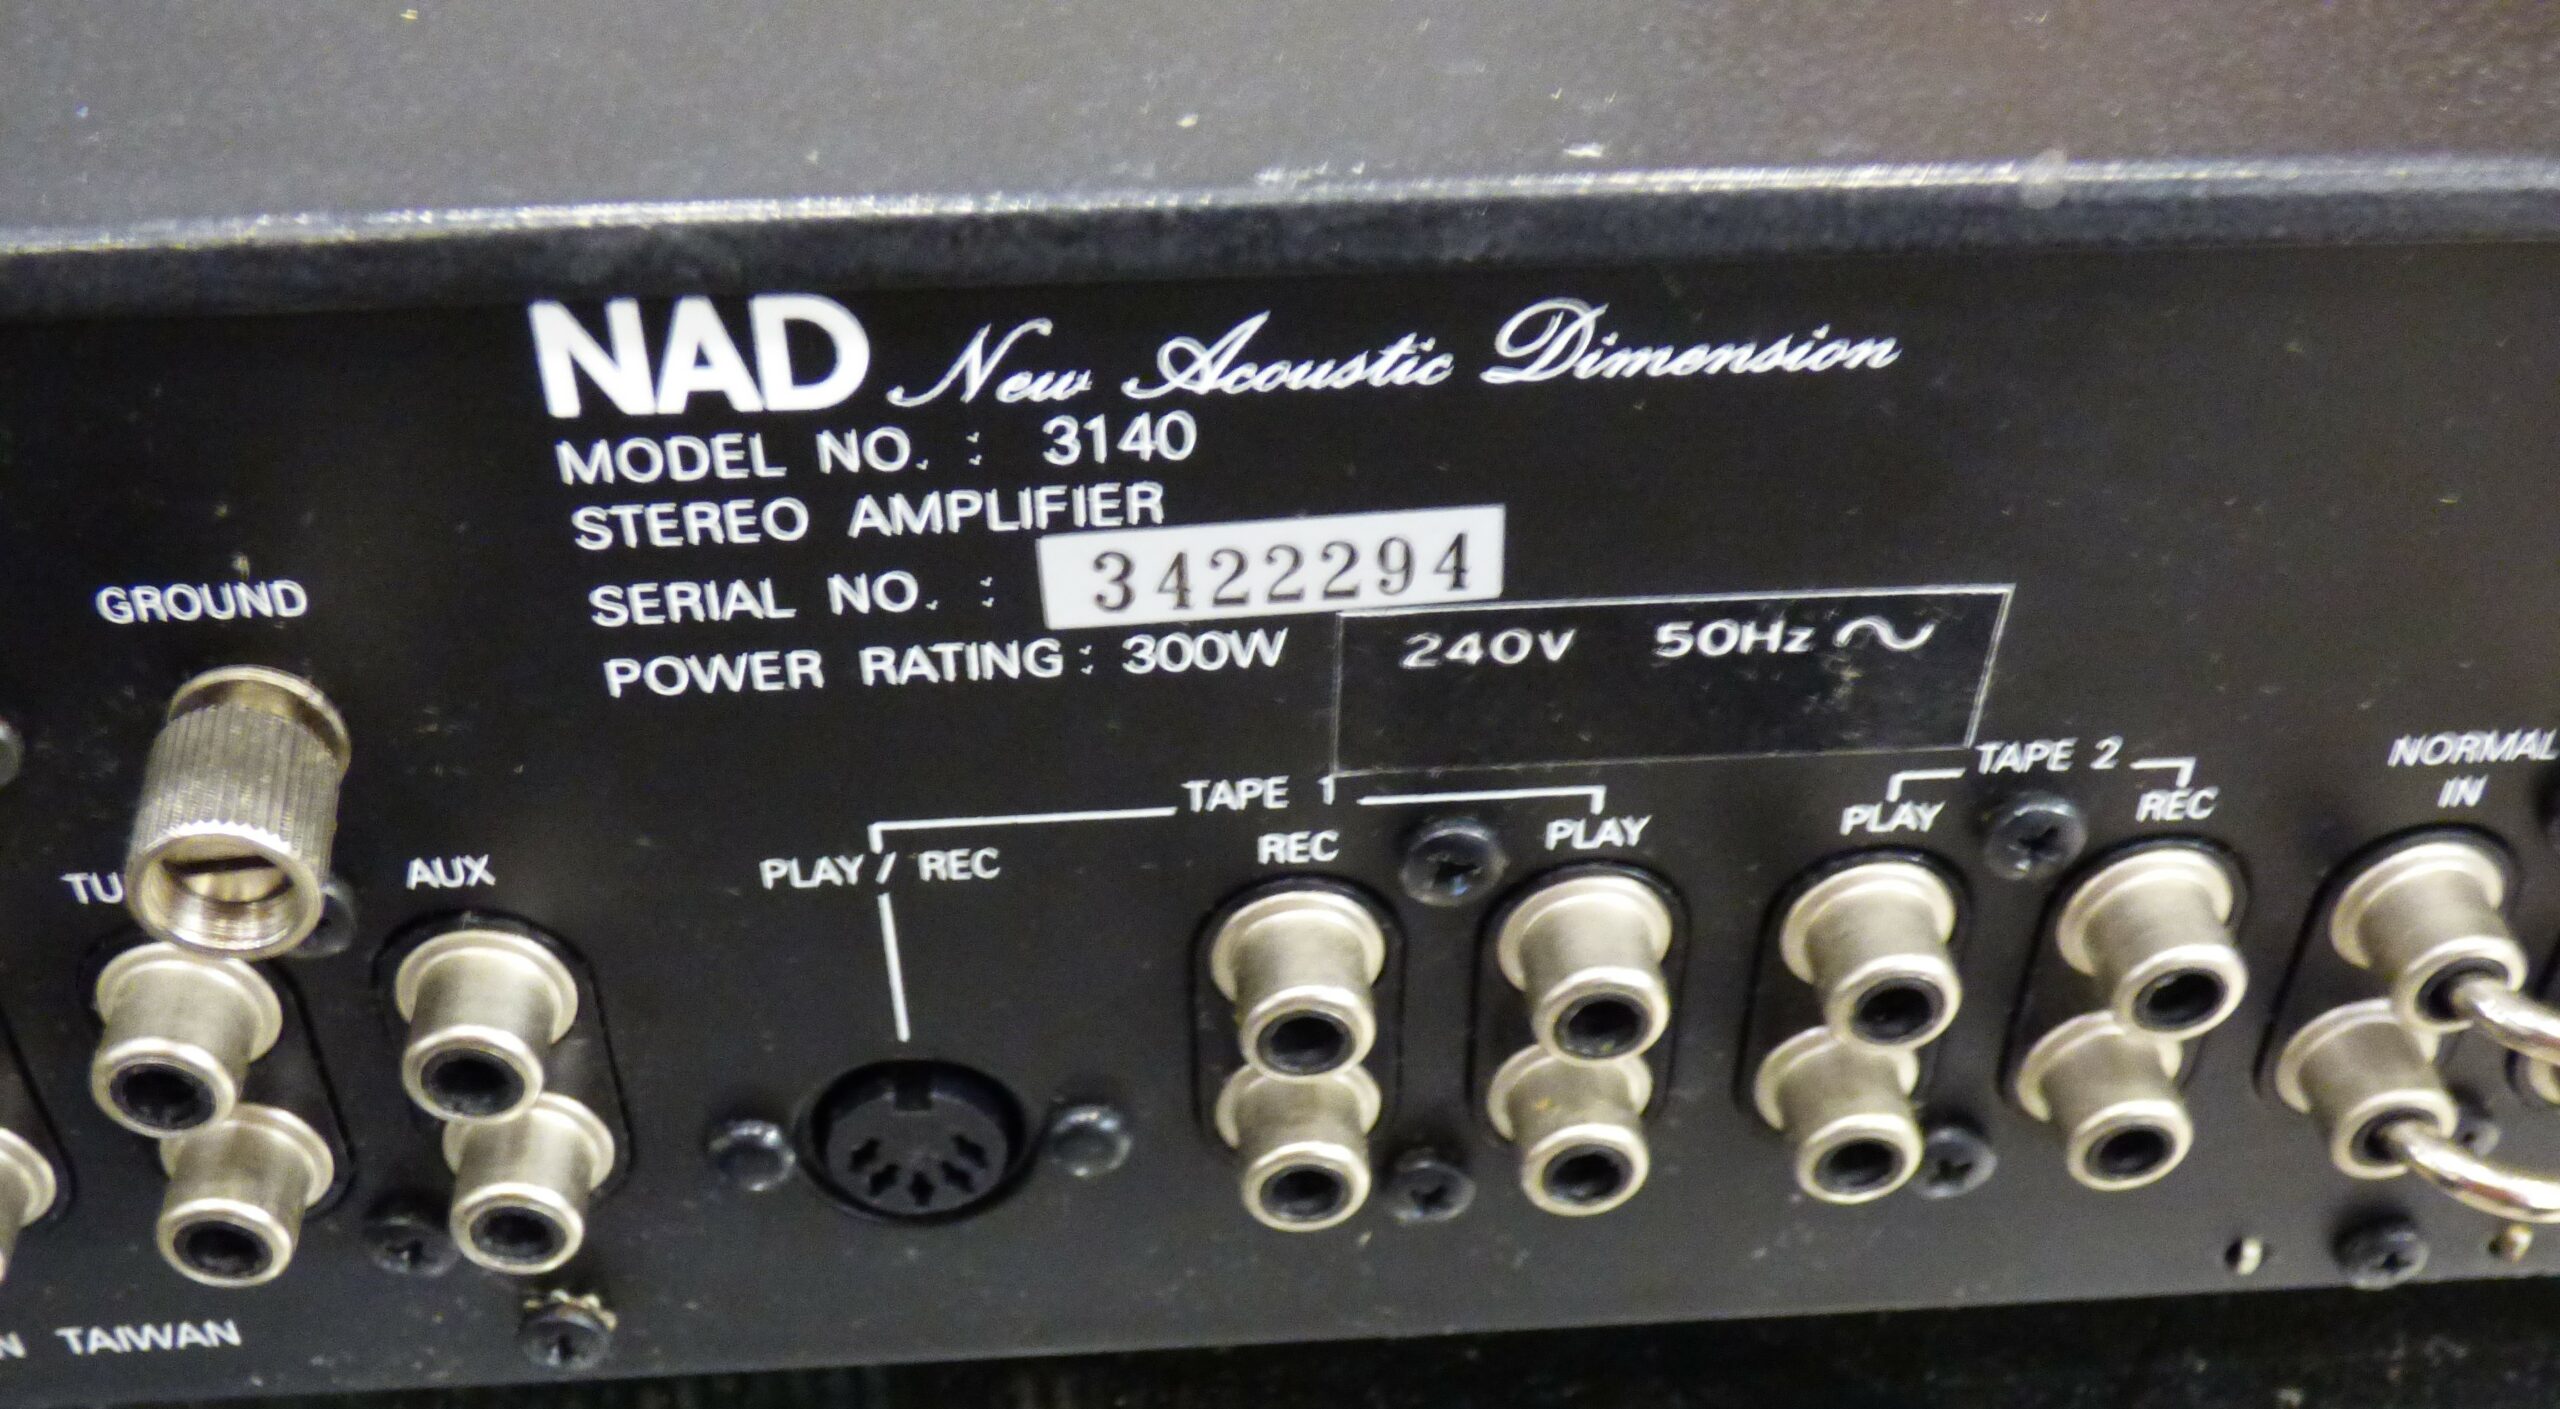 NAD New Acoustic Dimension
MODEL NO. : 3140
STEREO AMPLIFIER
SERIAL NO. : 3422294
POWER RATING: 300W 240V 50Hz
GROUND
AUX
TAPE 1
PLAY / REC
REC
PLAY
TAPE 2
PLAY
REC
NORMAL
IN
TAIWAN